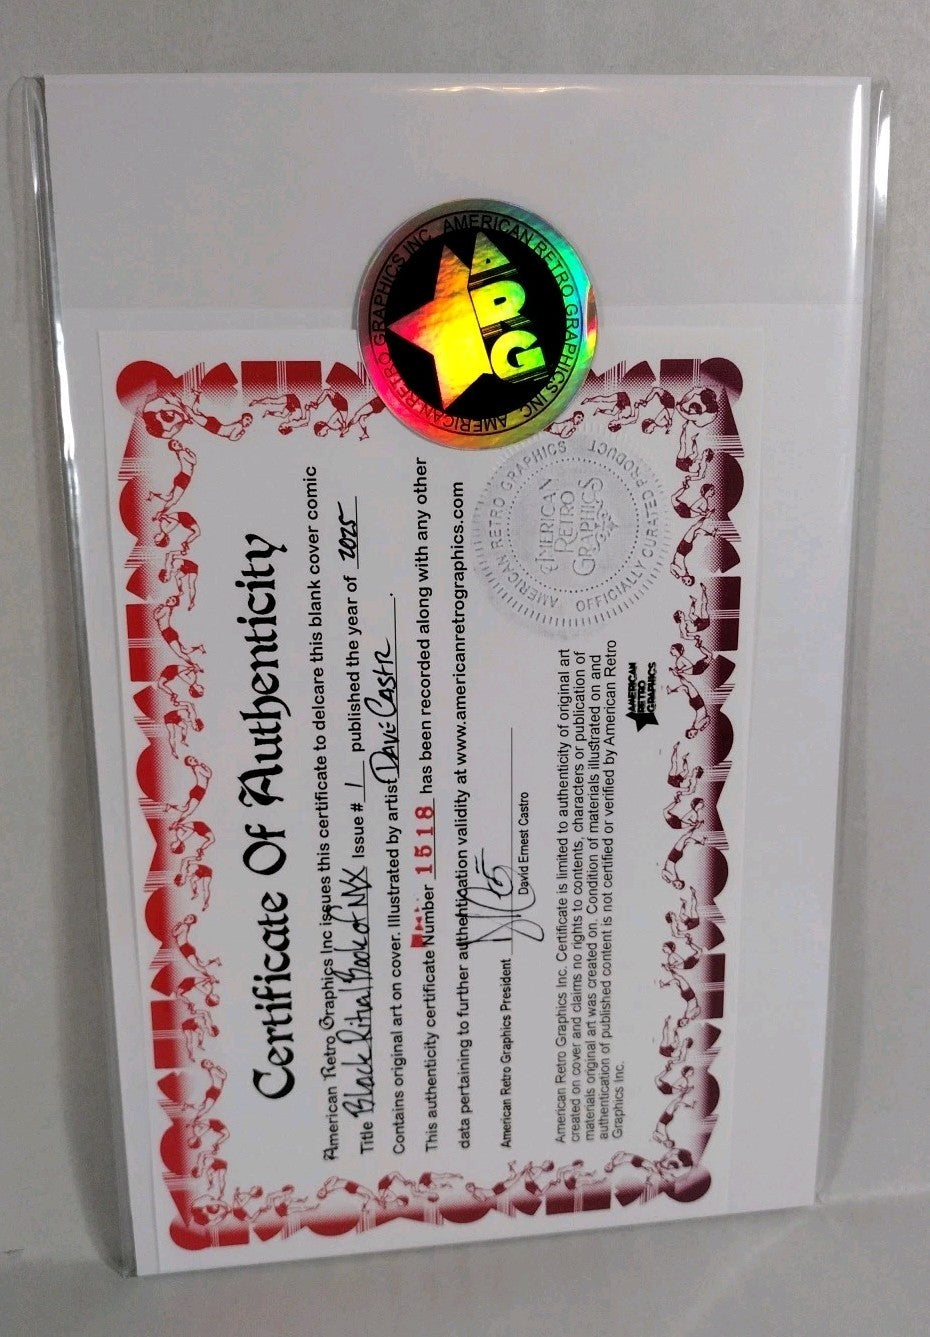 Certificate Of Authenticity
American Retro Graphics Inc issues this certificate to delcare this blank cover comic
Title Black Ritual Book of NYX Issue # 1 published the year of 2025
Contains original art on cover. Illustrated by artist Dave Castr.
This authenticity certificate Number 1518 has been recorded along with any other
data pertaining to further authentication validity at www.americanretrographics.com
American Retro Graphics President
David Ernest Castro
American Retro Graphics Inc. Certificate is limited to authenticity of original art
created on cover and claims no rights to contents, characters or publication of
materials original art was created on. Condition of materials illustrated on and
authentication of published content is not certified or verified by American Retro
Graphics Inc.
AMERICAN
RETRO
GRAPHICS
AMERICAN RETRO GRAPHICS INC. AMERICAN RETRO GRAPHICS INC.
ARG
AMERICAN RETRO GRAPHICS
OFFICIALLY CURATED PRODUCT
AMERICAN
RETRO
GRAPHICS